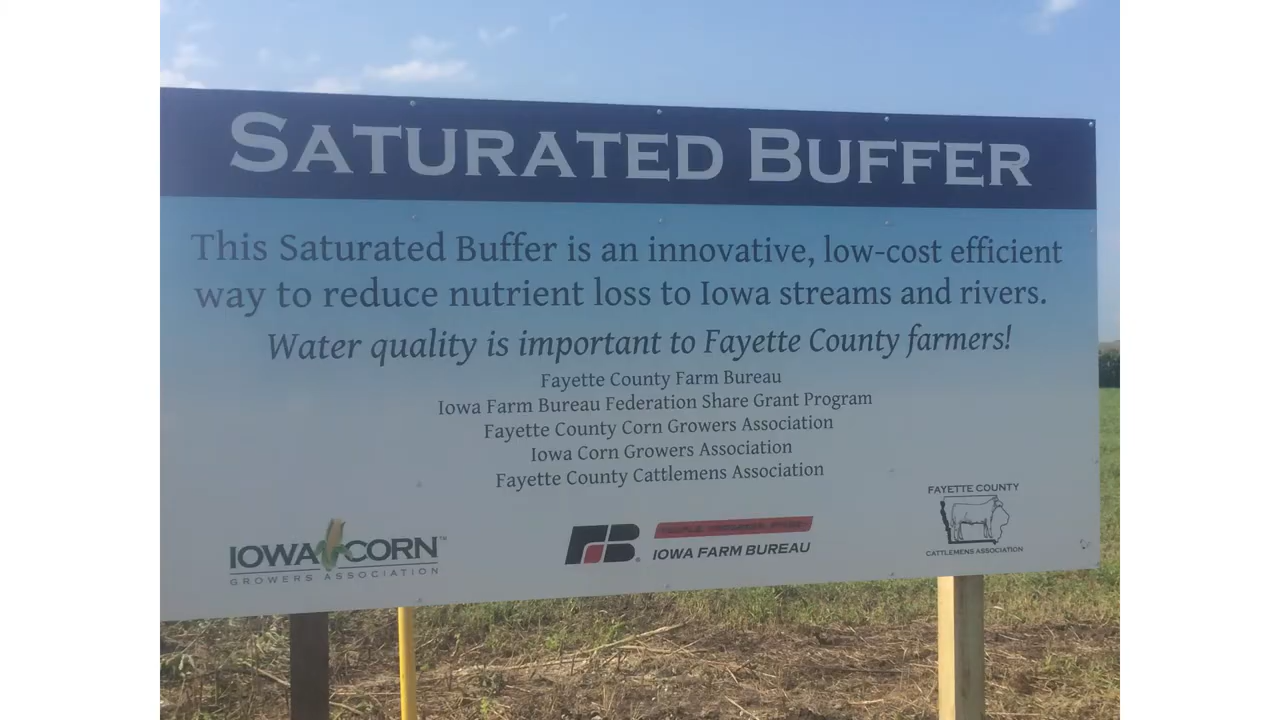 SATURATED BUFFER
This Saturated Buffer is an innovative, low-cost efficient
way to reduce nutrient loss to Iowa streams and rivers.
Water quality is important to Fayette County farmers!
Fayette County Farm Bureau
Iowa Farm Bureau Federation Share Grant Program
Fayette County Corn Growers Association
Iowa Corn Growers Association
Fayette County Cattlemens Association
IOWA CORN™
GROWERS ASSOCIATION
FB®
IOWA FARM BUREAU
FAYETTE COUNTY
CATTLEMENS ASSOCIATION